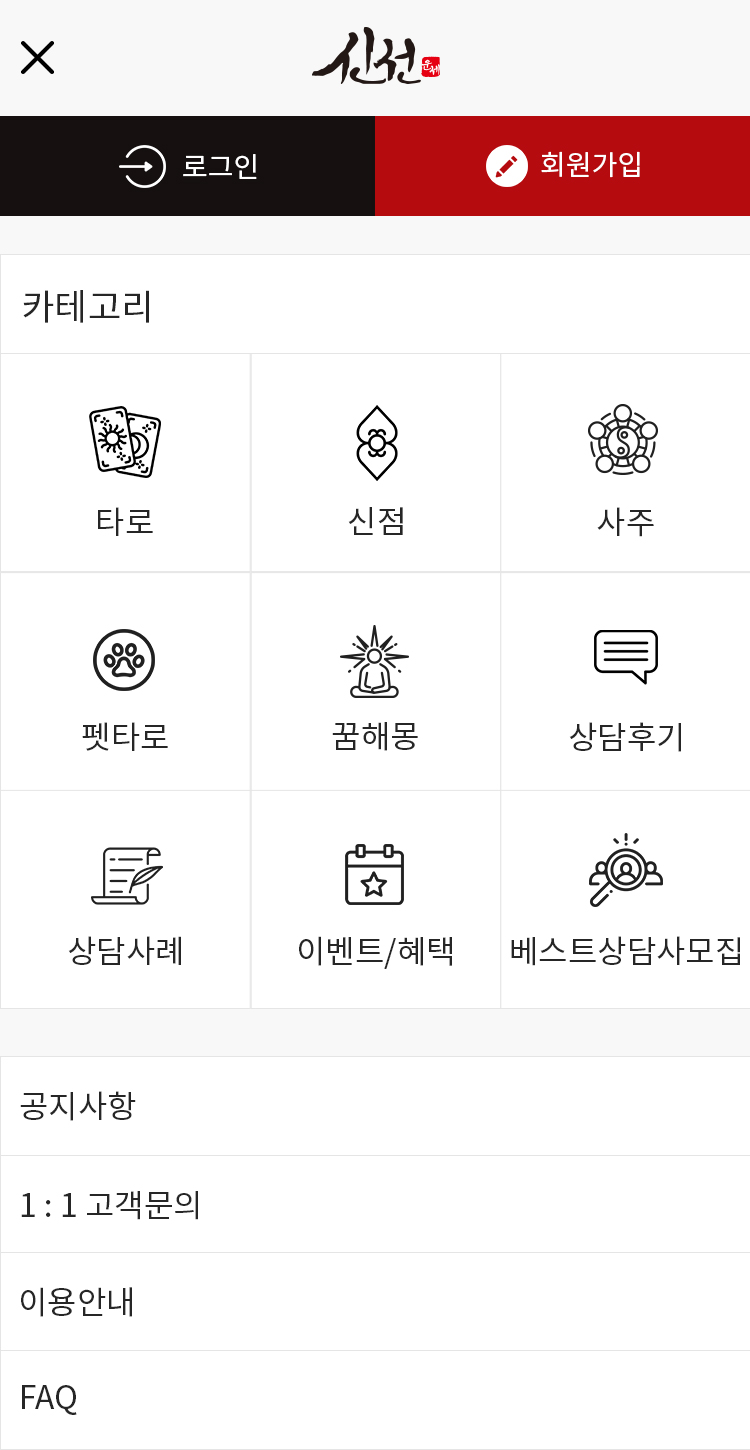 신선 운세
로그인
회원가입
카테고리
타로
신점
사주
펫타로
꿈해몽
상담후기
상담사례
이벤트/혜택
베스트상담사모집
공지사항
1 : 1 고객문의
이용안내
FAQ